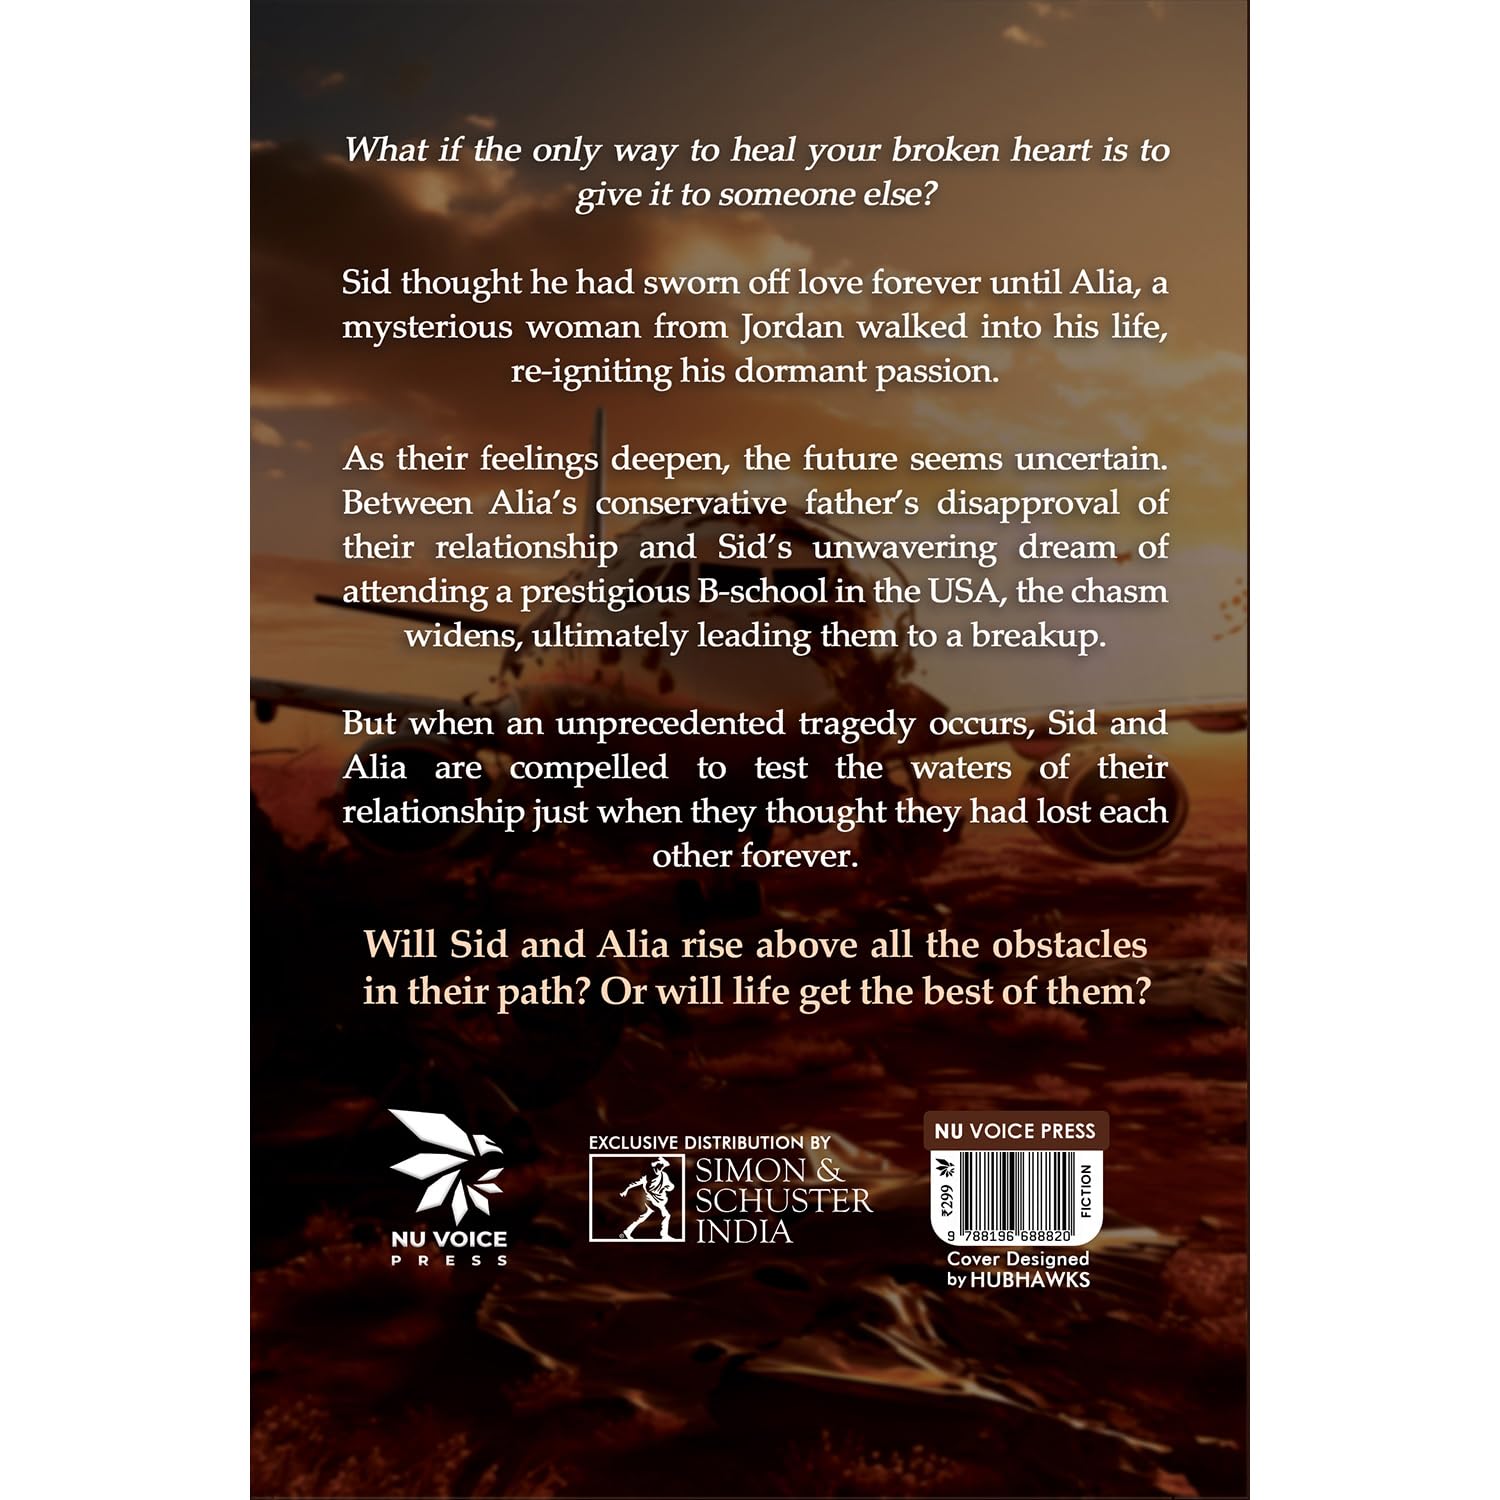 What if the only way to heal your broken heart is to
give it to someone else?
Sid thought he had sworn off love forever until Alia, a
mysterious woman from Jordan walked into his life,
re-igniting his dormant passion.
As their feelings deepen, the future seems uncertain.
Between Alia's conservative father's disapproval of
their relationship and Sid's unwavering dream of
attending a prestigious B-school in the USA, the chasm
widens, ultimately leading them to a breakup.
But when an unprecedented tragedy occurs, Sid and
Alia are compelled to test the waters of their
relationship just when they thought they had lost each
other forever.
Will Sid and Alia rise above all the obstacles
in their path? Or will life get the best of them?
NU VOICE
PRESS
EXCLUSIVE DISTRIBUTION BY
SIMON &
SCHUSTER
INDIA
NU VOICE PRESS
₹299
FICTION
9 788196 688820
Cover Designed
by HUBHAWKS